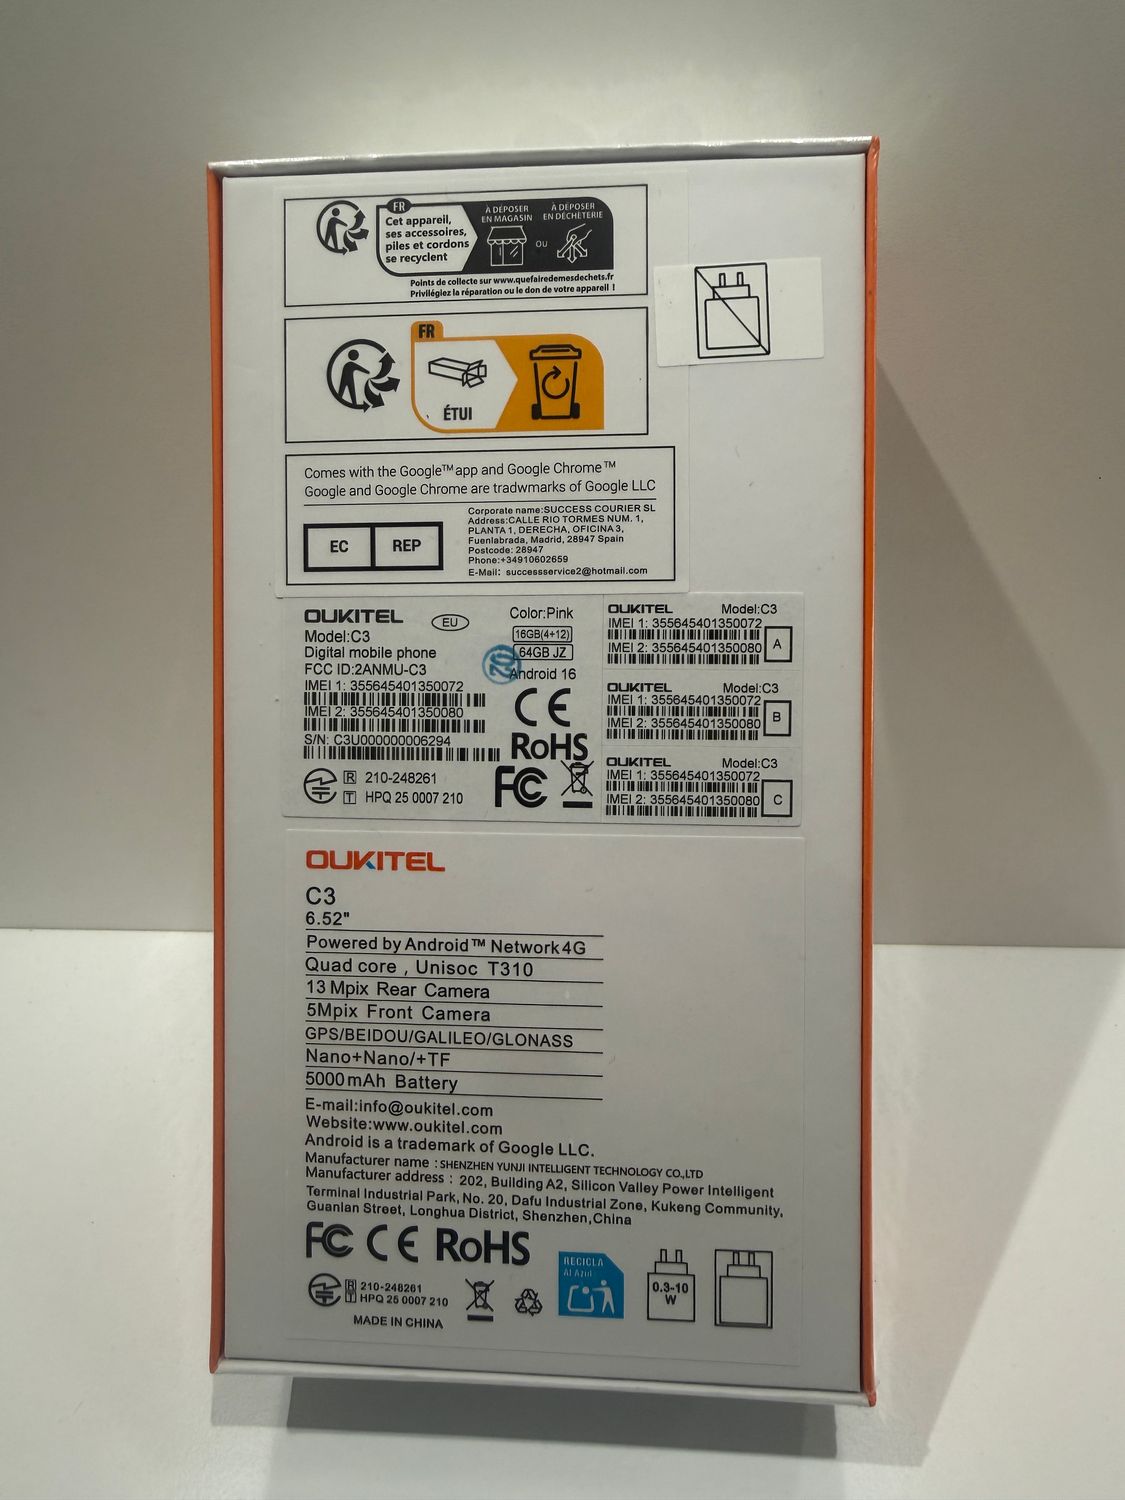 FR
Cet appareil,
ses accessoires,
piles et cordons
se recyclent
À DÉPOSER
EN MAGASIN
OU
À DÉPOSER
EN DÉCHÈTERIE
Points de collecte sur www.quefairedemesdechets.fr
Privilégiez la réparation ou le don de votre appareil !
FR
ÉTUI
Comes with the Google™ app and Google Chrome™
Google and Google Chrome are tradwmarks of Google LLC
EC REP
Corporate name:SUCCESS COURIER SL
Address:CALLE RIO TORMES NUM. 1,
PLANTA 1, DERECHA, OFICINA 3,
Fuenlabrada, Madrid, 28947 Spain
Postcode: 28947
Phone:+34910602659
E-Mail: successservice2@hotmail.com
OUKITEL
EU
Model:C3
Digital mobile phone
FCC ID:2ANMU-C3
IMEI 1: 355645401350072
IMEI 2: 355645401350080
S/N: C3U000000006294
R 210-248261
T HPQ 25 0007 210
Color:Pink
16GB(4+12)
64GB JZ
Android 16
CE
RoHS
FC
OUKITEL Model:C3
IMEI 1: 355645401350072
IMEI 2: 355645401350080
A
OUKITEL Model:C3
IMEI 1: 355645401350072
IMEI 2: 355645401350080
B
OUKITEL Model:C3
IMEI 1: 355645401350072
IMEI 2: 355645401350080
C
OUKITEL
C3
6.52"
Powered by Android™ Network 4G
Quad core , Unisoc T310
13 Mpix Rear Camera
5Mpix Front Camera
GPS/BEIDOU/GALILEO/GLONASS
Nano+Nano/+TF
5000 mAh Battery
E-mail:info@oukitel.com
Website:www.oukitel.com
Android is a trademark of Google LLC.
Manufacturer name : SHENZHEN YUNJI INTELLIGENT TECHNOLOGY CO.,LTD
Manufacturer address : 202, Building A2, Silicon Valley Power Intelligent
Terminal Industrial Park, No. 20, Dafu Industrial Zone, Kukeng Community,
Guanlan Street, Longhua District, Shenzhen,China
FC CE RoHS
R 210-248261
T HPQ 25 0007 210
MADE IN CHINA
RECICLA
Al Azul
0.3-10
W